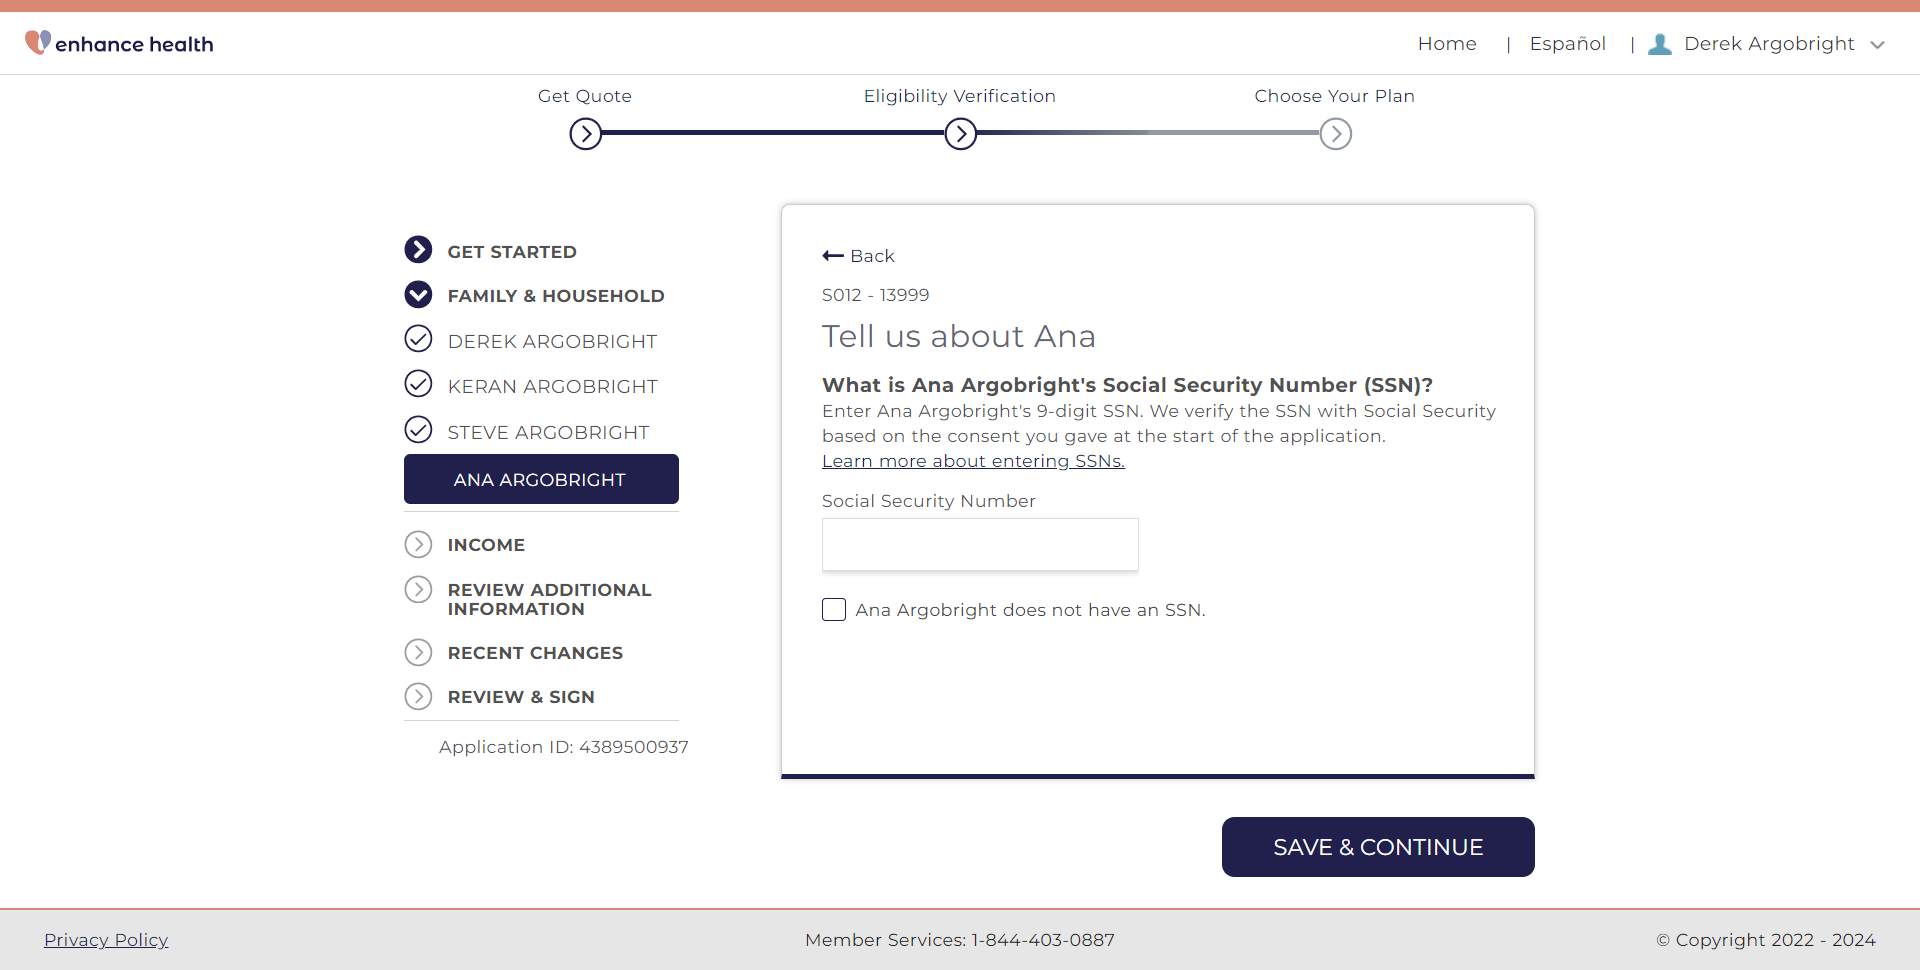 enhance health
Home | Español | Derek Argobright
Get Quote
Eligibility Verification
Choose Your Plan
GET STARTED
FAMILY & HOUSEHOLD
DEREK ARGOBRIGHT
KERAN ARGOBRIGHT
STEVE ARGOBRIGHT
ANA ARGOBRIGHT
INCOME
REVIEW ADDITIONAL
INFORMATION
RECENT CHANGES
REVIEW & SIGN
Application ID: 4389500937
Back
S012 - 13999
Tell us about Ana
What is Ana Argobright's Social Security Number (SSN)?
Enter Ana Argobright's 9-digit SSN. We verify the SSN with Social Security
based on the consent you gave at the start of the application.
Learn more about entering SSNs.
Social Security Number
Ana Argobright does not have an SSN.
SAVE & CONTINUE
Privacy Policy
Member Services: 1-844-403-0887
© Copyright 2022 - 2024